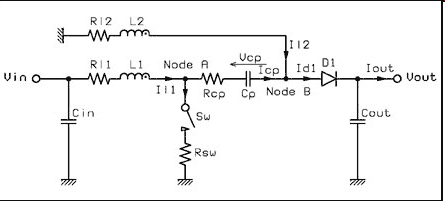 Rl2 L2
Il2
Vin Rl1 L1 Node A Vcp Icp Id1 D1 Iout Vout
Il1 Rcp Cp Node B
Cin Sw Cout
Rsw